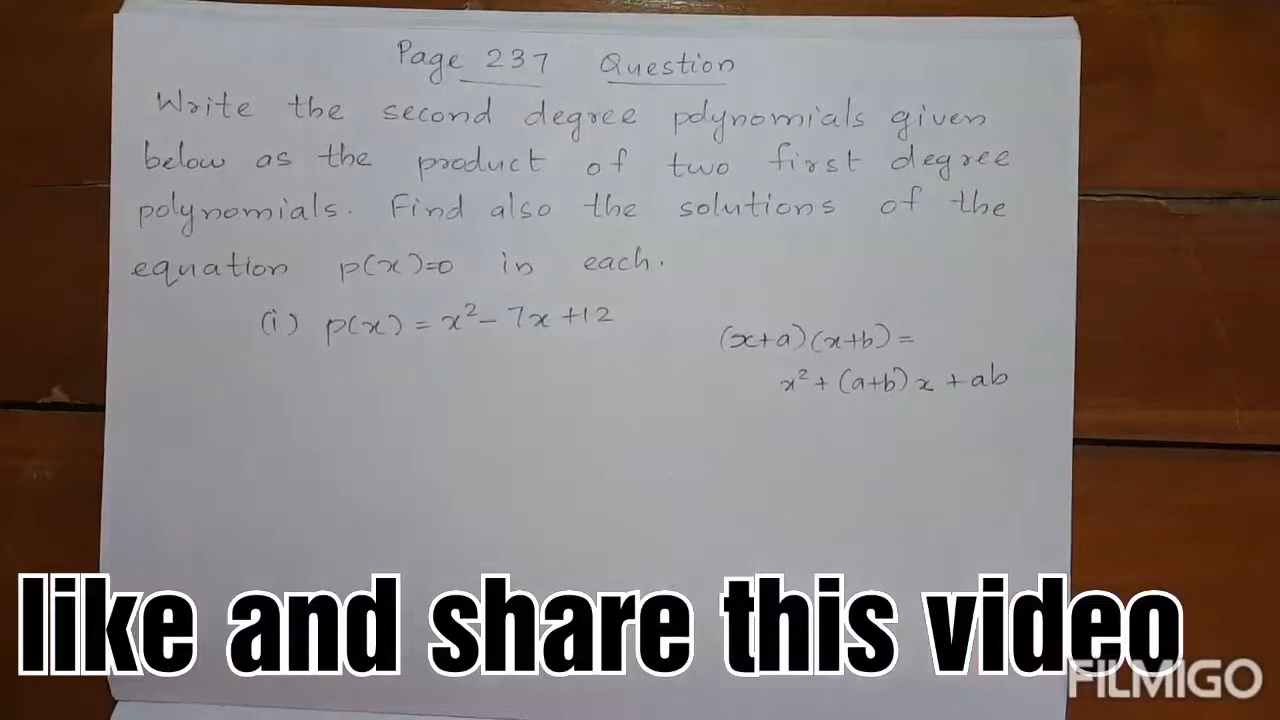 Page 237 Question
Write the second degree polynomials given
below as the product of two first degree
polynomials. Find also the solutions of the
equation p(x)=0 in each.
(i) p(x) = x² - 7x + 12
(x+a)(x+b) =
x² + (a+b)x + ab
like and share this video
FILMIGO